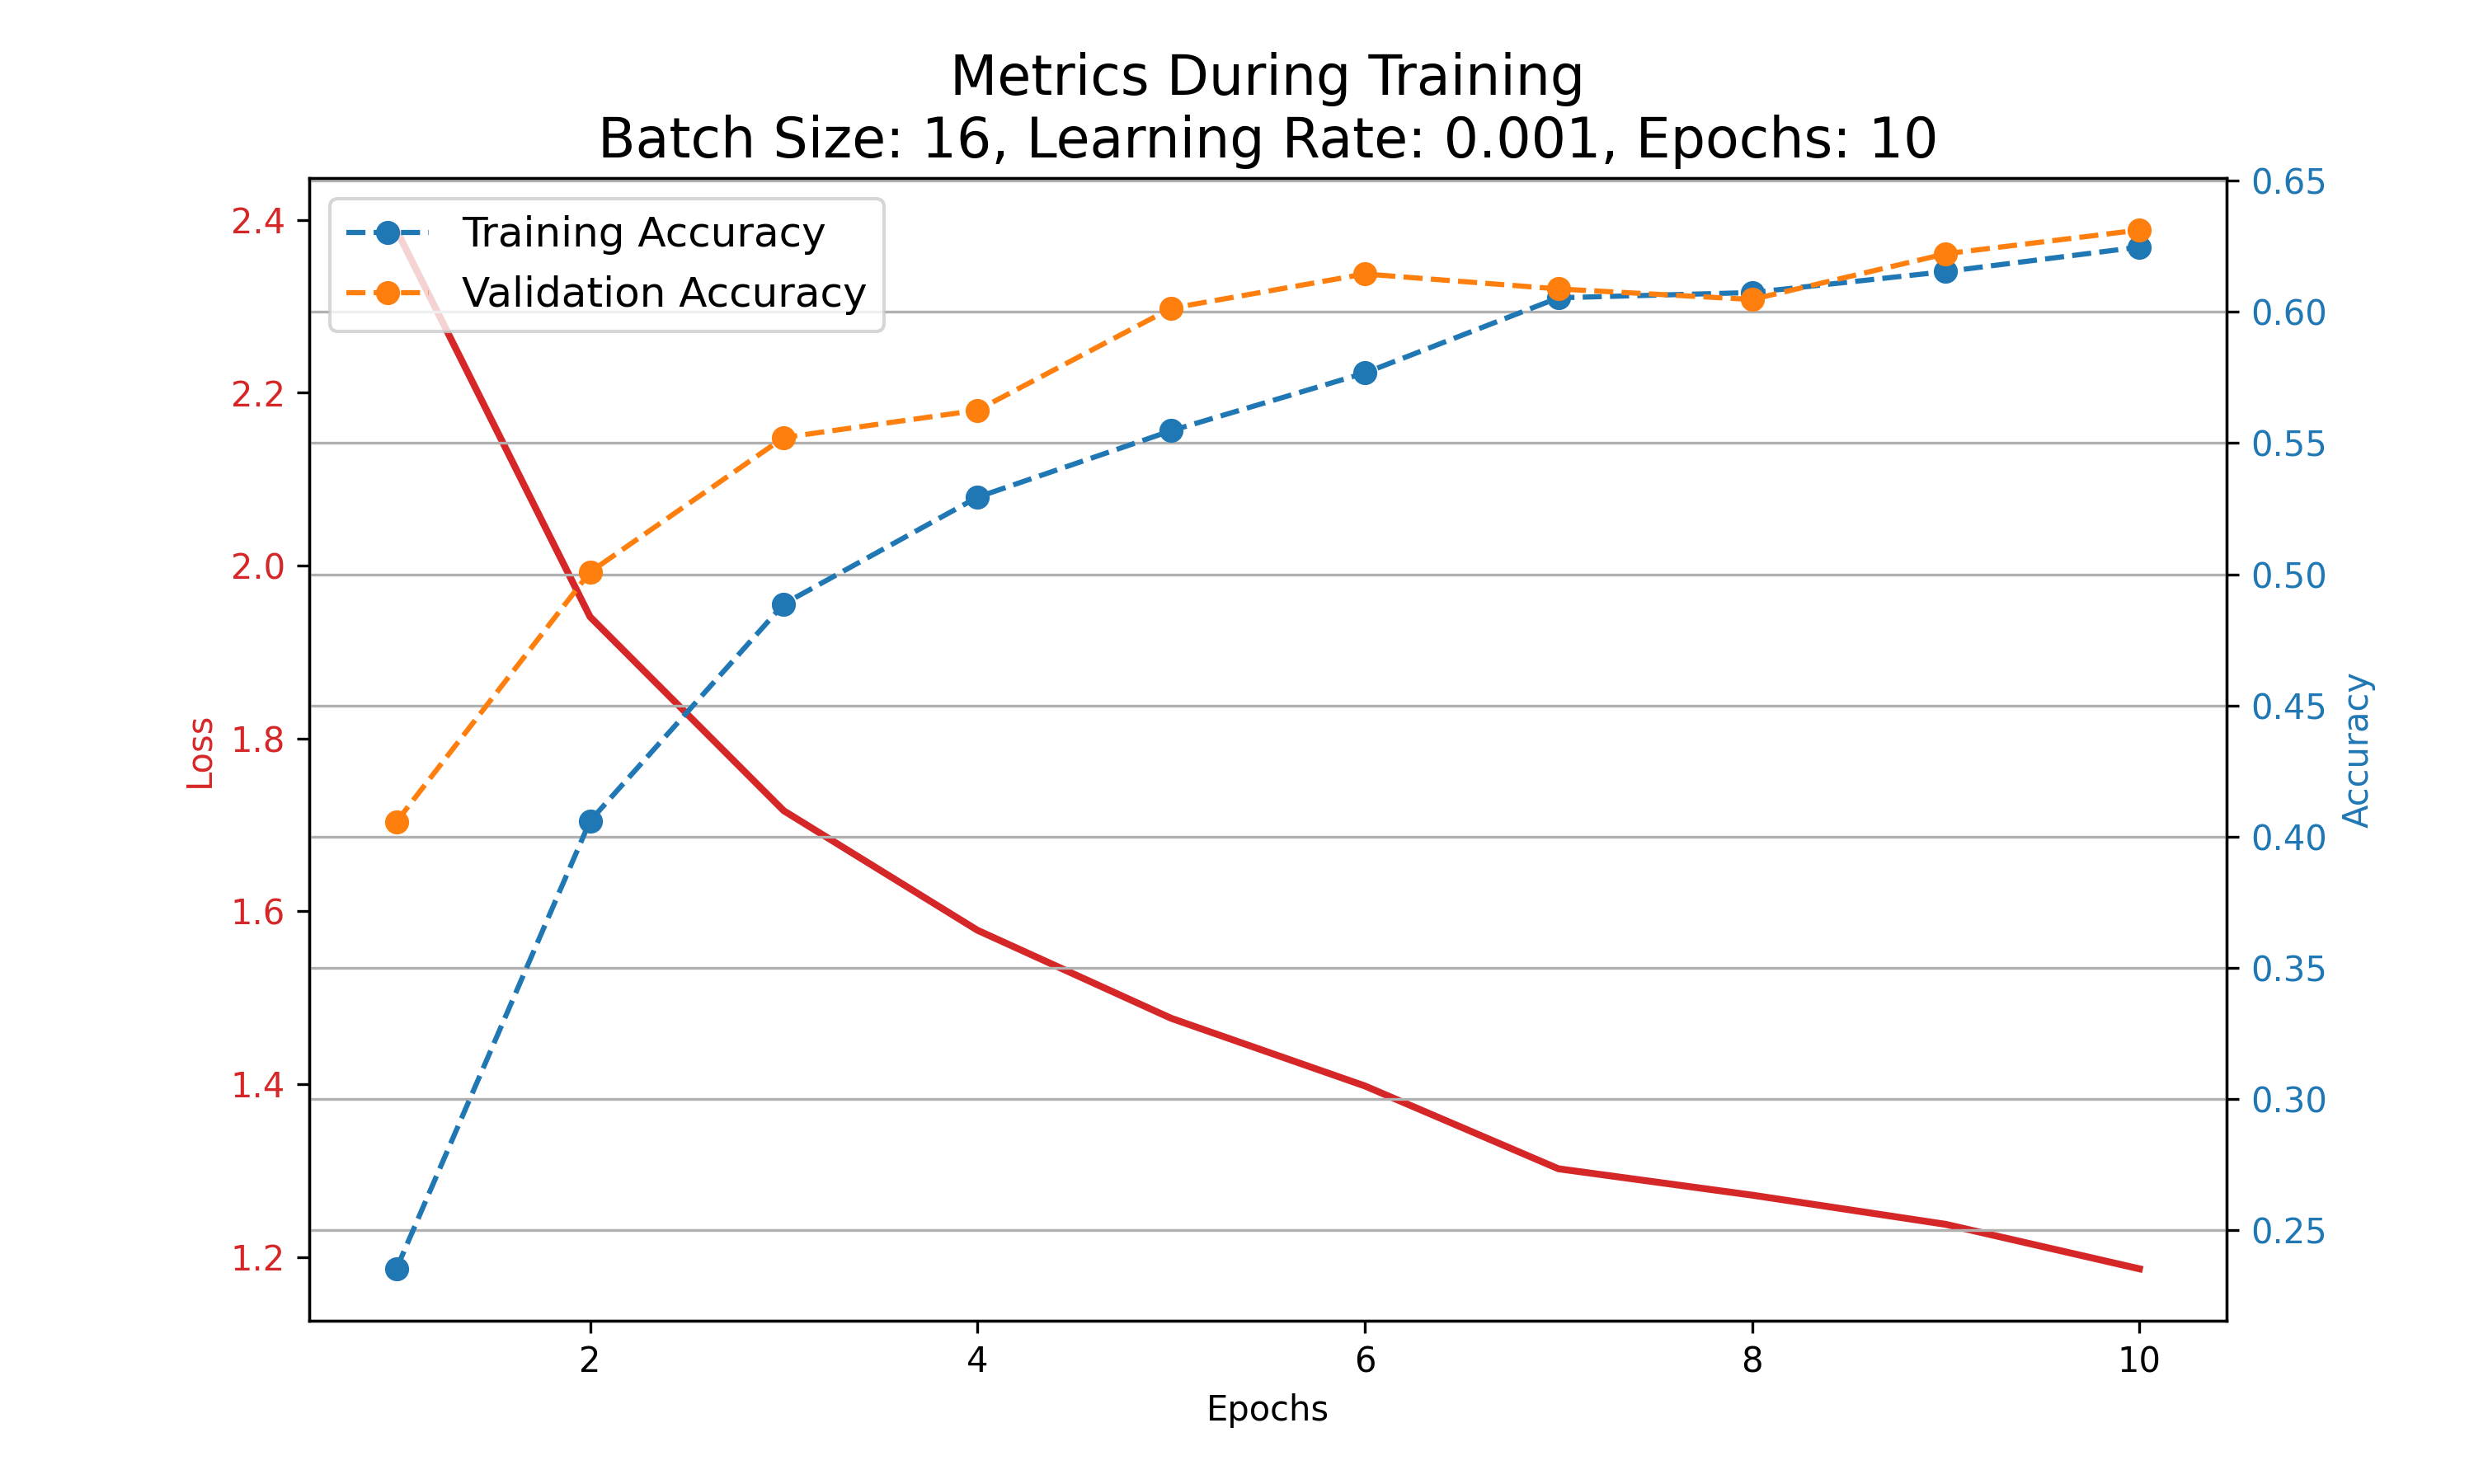 Metrics During Training
Batch Size: 16, Learning Rate: 0.001, Epochs: 10
Training Accuracy
Validation Accuracy
Loss
2.4
2.2
2.0
1.8
1.6
1.4
1.2
0.65
0.60
0.55
0.50
0.45
0.40
0.35
0.30
0.25
Accuracy
2 4 6 8 10
Epochs